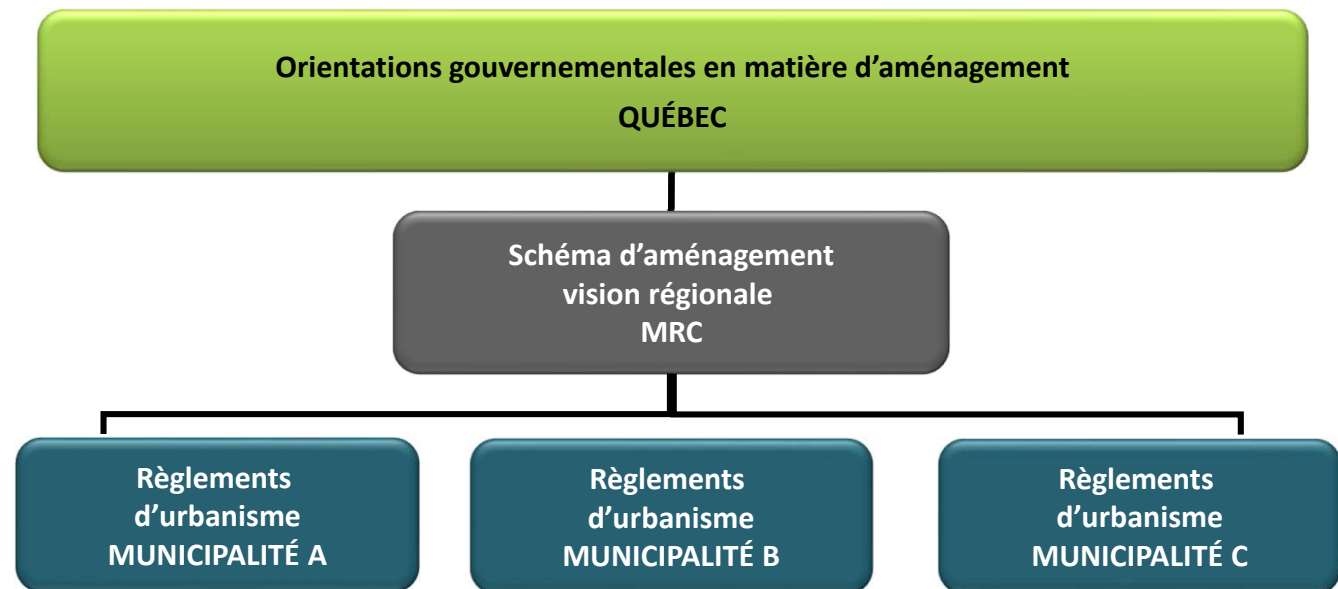 Orientations gouvernementales en matière d’aménagement
QUÉBEC
Schéma d’aménagement
vision régionale
MRC
Règlements
d’urbanisme
MUNICIPALITÉ A
Règlements
d’urbanisme
MUNICIPALITÉ B
Règlements
d’urbanisme
MUNICIPALITÉ C